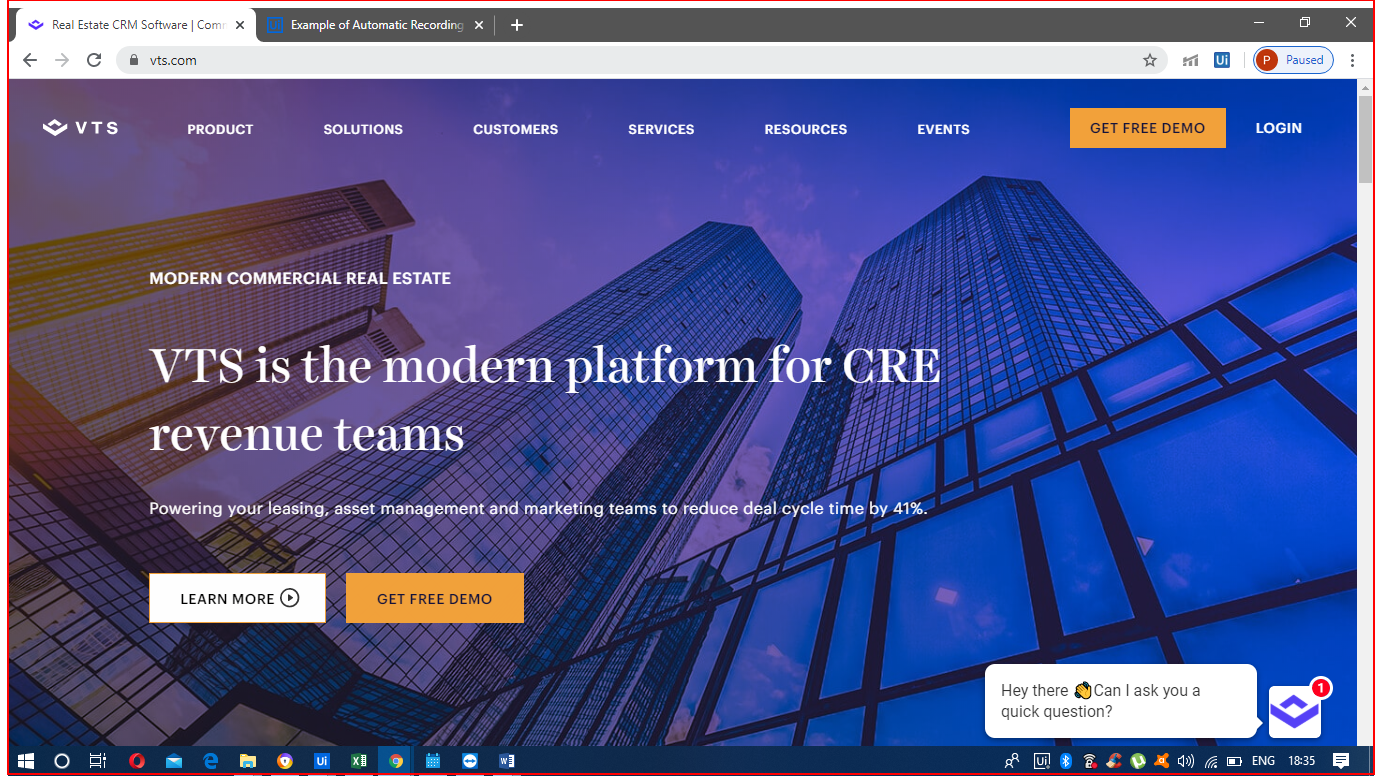 Real Estate CRM Software | Comm
Example of Automatic Recording
vts.com
Ui
P
Paused
VTS
PRODUCT
SOLUTIONS
CUSTOMERS
SERVICES
RESOURCES
EVENTS
GET FREE DEMO
LOGIN
MODERN COMMERCIAL REAL ESTATE
VTS is the modern platform for CRE
revenue teams
Powering your leasing, asset management and marketing teams to reduce deal cycle time by 41%.
LEARN MORE
GET FREE DEMO
Hey there 👋Can I ask you a
quick question?
1
Ui
Ui
ENG
18:35